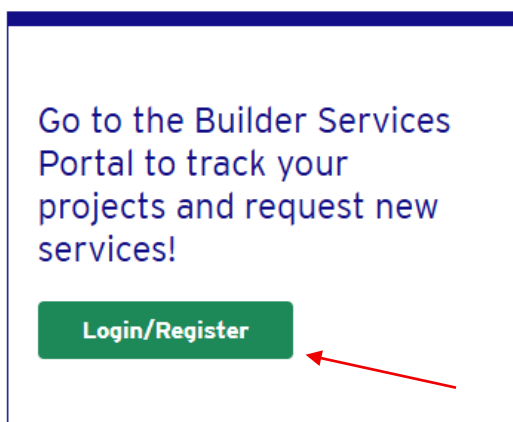 Go to the Builder Services
Portal to track your
projects and request new
services!
Login/Register